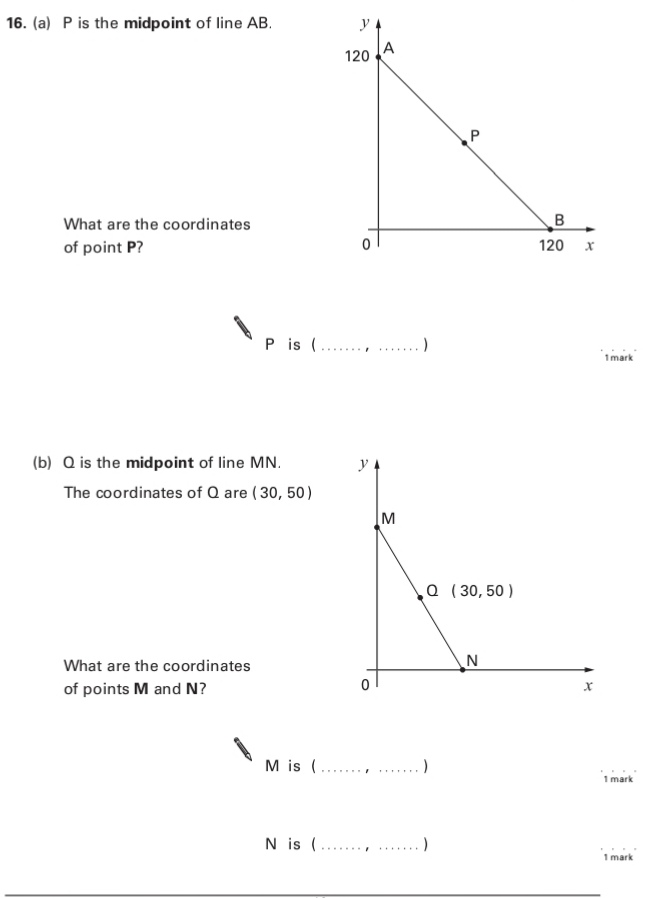 16. (a) P is the midpoint of line AB.
y
120
A
P
B
0
120
x
What are the coordinates
of point P?
P is ( ....... , ....... )
1 mark
(b) Q is the midpoint of line MN.
The coordinates of Q are ( 30, 50 )
y
M
Q ( 30, 50 )
N
0
x
What are the coordinates
of points M and N?
M is ( ....... , ....... )
1 mark
N is ( ....... , ....... )
1 mark